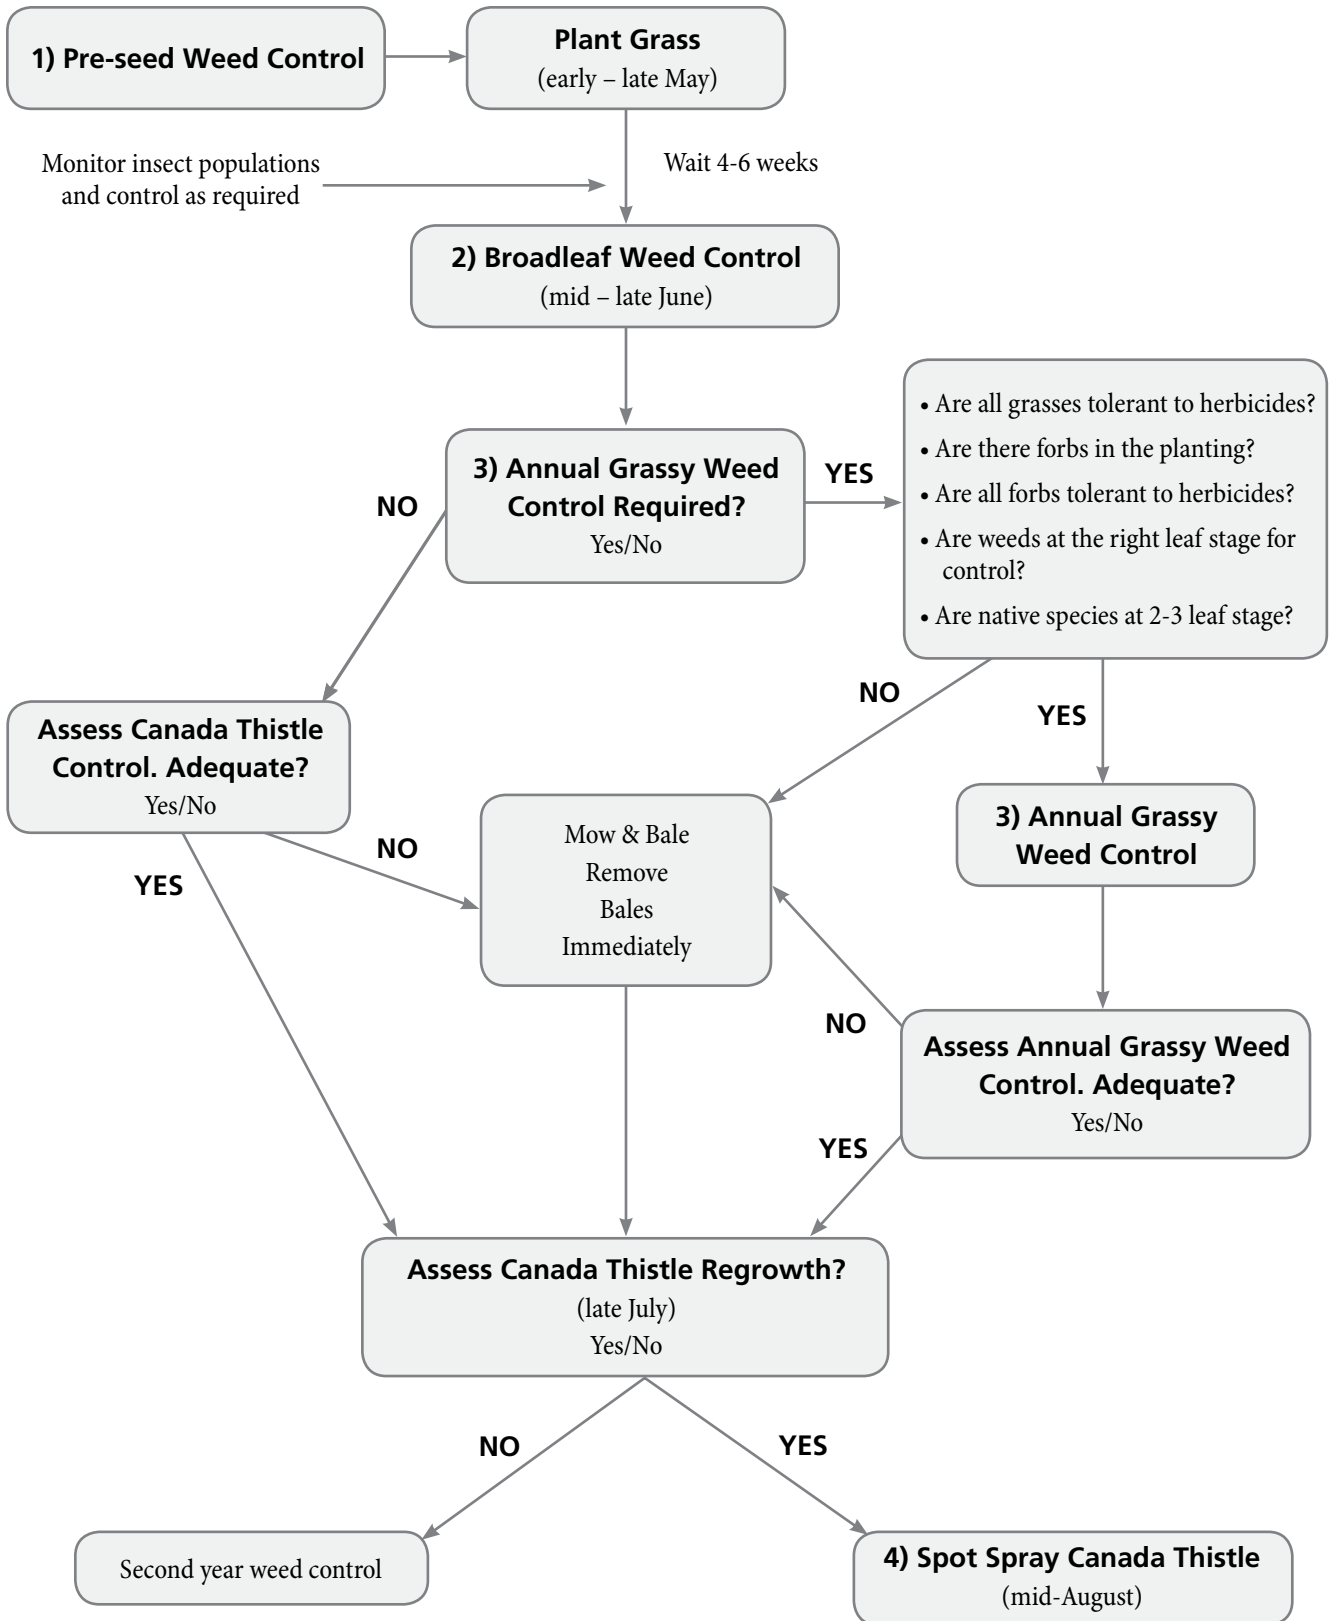 1) Pre-seed Weed Control
Plant Grass
(early – late May)
Monitor insect populations
and control as required
Wait 4-6 weeks
2) Broadleaf Weed Control
(mid – late June)
3) Annual Grassy Weed
Control Required?
Yes/No
NO
YES
• Are all grasses tolerant to herbicides?
• Are there forbs in the planting?
• Are all forbs tolerant to herbicides?
• Are weeds at the right leaf stage for
control?
• Are native species at 2-3 leaf stage?
NO
YES
Assess Canada Thistle
Control. Adequate?
Yes/No
NO
YES
Mow & Bale
Remove
Bales
Immediately
3) Annual Grassy
Weed Control
NO
Assess Annual Grassy Weed
Control. Adequate?
Yes/No
YES
Assess Canada Thistle Regrowth?
(late July)
Yes/No
NO
YES
Second year weed control
4) Spot Spray Canada Thistle
(mid-August)